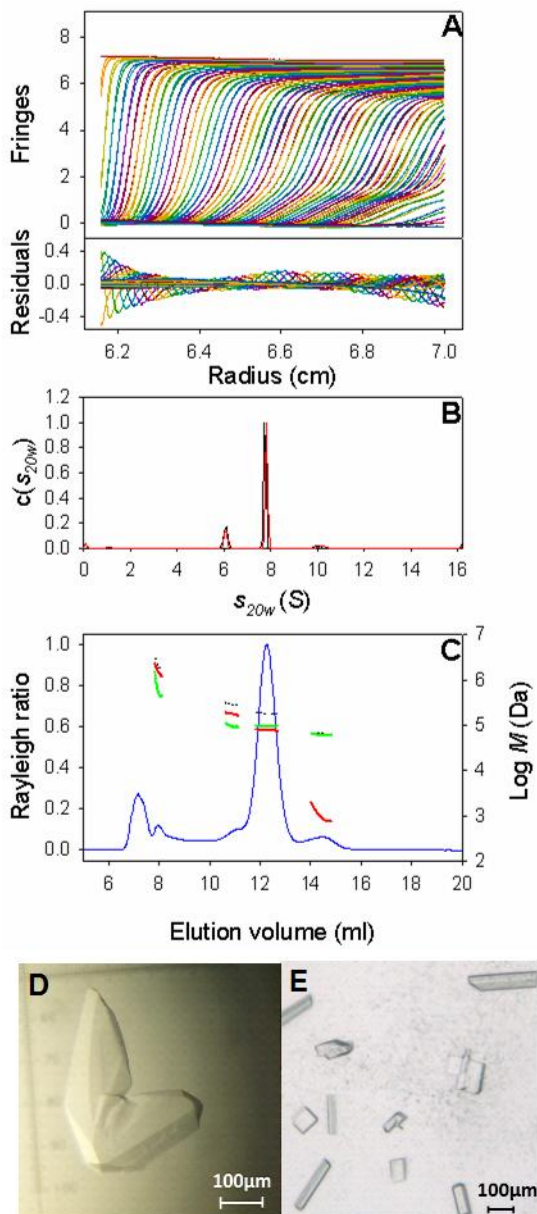 A
8
6
4
2
0
Fringes
0.4
0.0
-0.4
Residuals
6.2 6.4 6.6 6.8 7.0
Radius (cm)
B
1.2
1.0
0.8
0.6
0.4
0.2
0.0
c(s20w)
0 2 4 6 8 10 12 14 16
s20w (S)
C
1.0
0.8
0.6
0.4
0.2
0.0
Rayleigh ratio
7
6
5
4
3
2
Log M (Da)
6 8 10 12 14 16 18 20
Elution volume (ml)
D
100µm
E
100µm